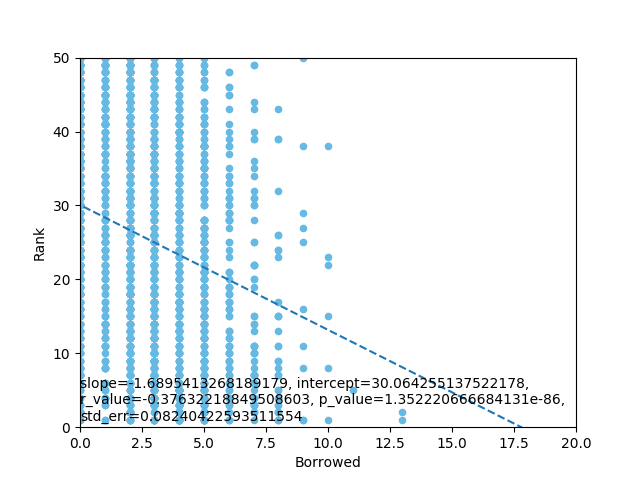 50
40
30
20
10
0
Rank
slope=-1.6895413268189179, intercept=30.064255137522178,
r_value=-0.37632218849508603, p_value=1.352220666684131e-86,
std_err=0.08240422593511554
0.0 2.5 5.0 7.5 10.0 12.5 15.0 17.5 20.0
Borrowed